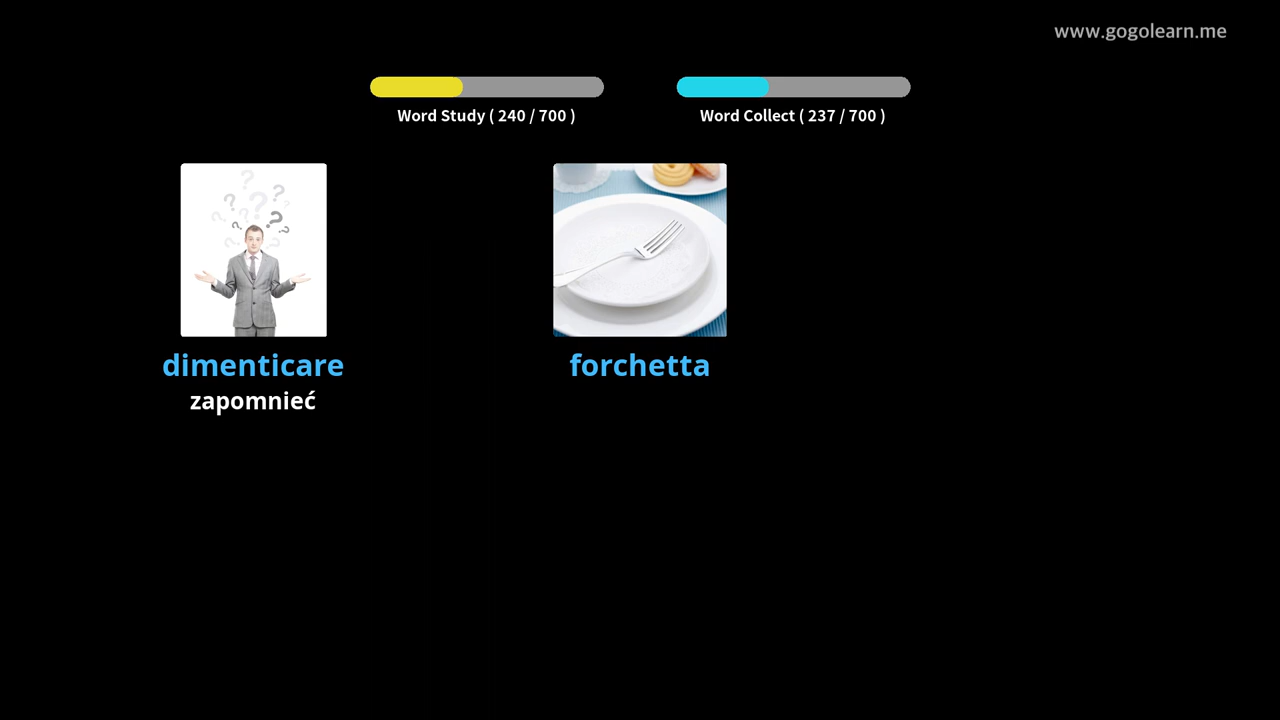 www.gogolearn.me
Word Study ( 240 / 700 )
Word Collect ( 237 / 700 )
dimenticare
zapomnieć
forchetta